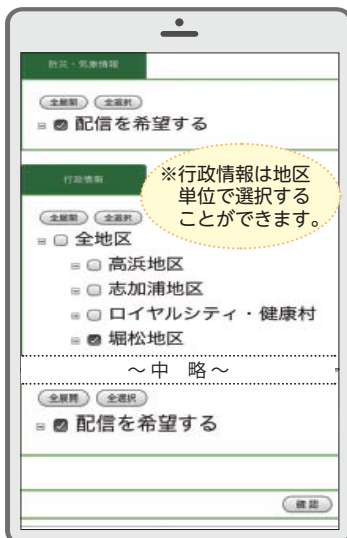 防災・気象情報
全展開 全選択
配信を希望する
行政情報
※行政情報は地区
単位で選択する
ことができます。
全展開 全選択
全地区
高浜地区
志加浦地区
ロイヤルシティ・健康村
堀松地区
～中　略～
全展開 全選択
配信を希望する
確認